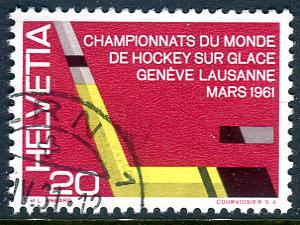 CHAMPIONNATS DU MONDE
DE HOCKEY SUR GLACE
GENÈVE LAUSANNE
MARS 1961
HELVETIA
20
COURVOISIER S.A.